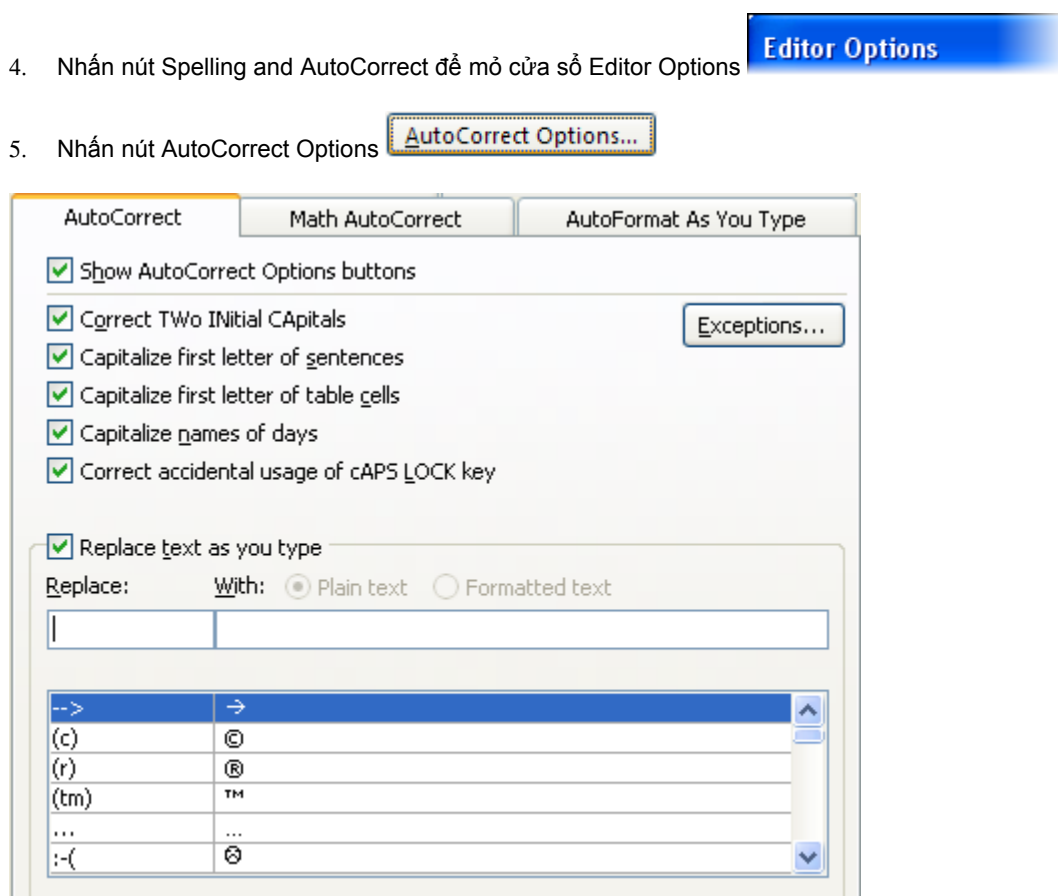 4. Nhấn nút Spelling and AutoCorrect để mỏ cửa sổ Editor Options Editor Options
5. Nhấn nút AutoCorrect Options AutoCorrect Options...
AutoCorrect Math AutoCorrect AutoFormat As You Type
Show AutoCorrect Options buttons
Correct TWo INitial CApitals Exceptions...
Capitalize first letter of sentences
Capitalize first letter of table cells
Capitalize names of days
Correct accidental usage of cAPS LOCK key
Replace text as you type
Replace: With: Plain text Formatted text
--> →
(c) ©
(r) ®
(tm) ™
... ...
:-( ☹